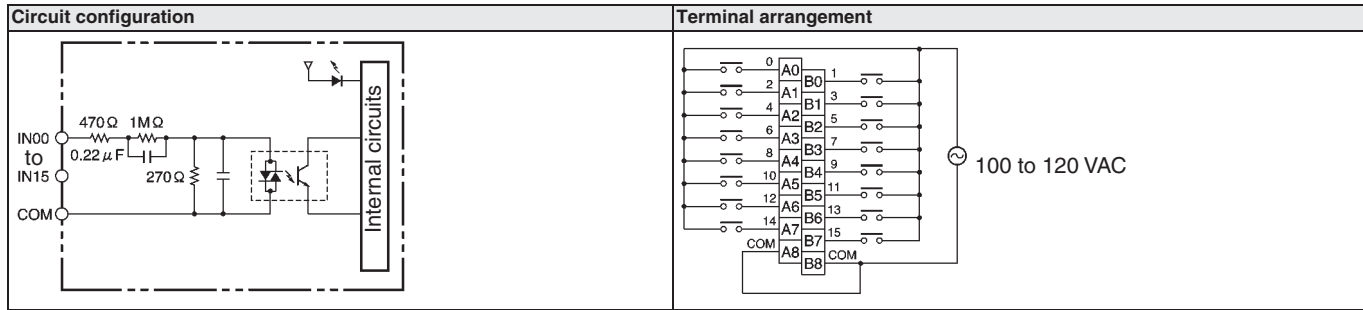 Circuit configuration
Terminal arrangement
470Ω 1MΩ
IN00
to
IN15
0.22μF
270Ω
COM
Internal circuits
0 A0
B0 1
2 A1
B1 3
4 A2
B2 5
6 A3
B3 7
8 A4
B4 9
10 A5
B5 11
12 A6
B6 13
14 A7
B7 15
COM A8
B8 COM
100 to 120 VAC